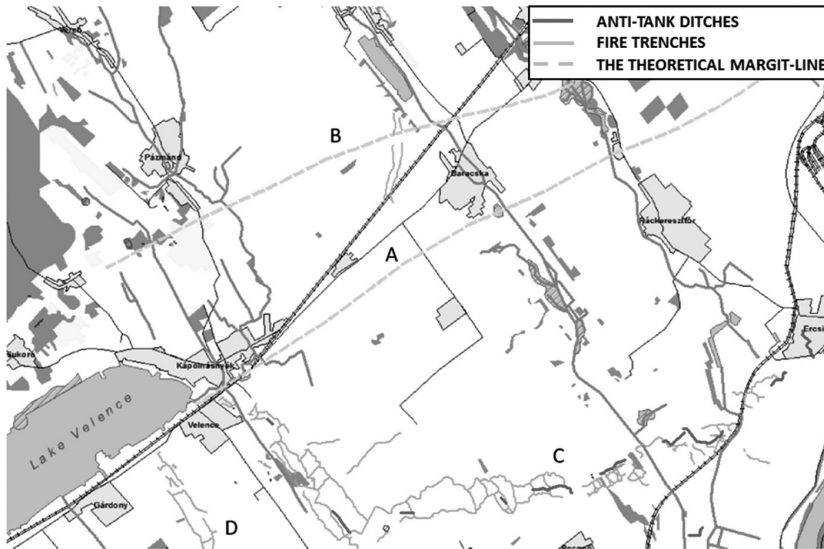 ANTI-TANK DITCHES
FIRE TRENCHES
THE THEORETICAL MARGIT-LINE
B
Pázmánd
Baracska
Ráckeresztúr
A
Ercsi
Sukoró
Kápolnásnyék
Lake Velence
Velence
C
Gárdony
D